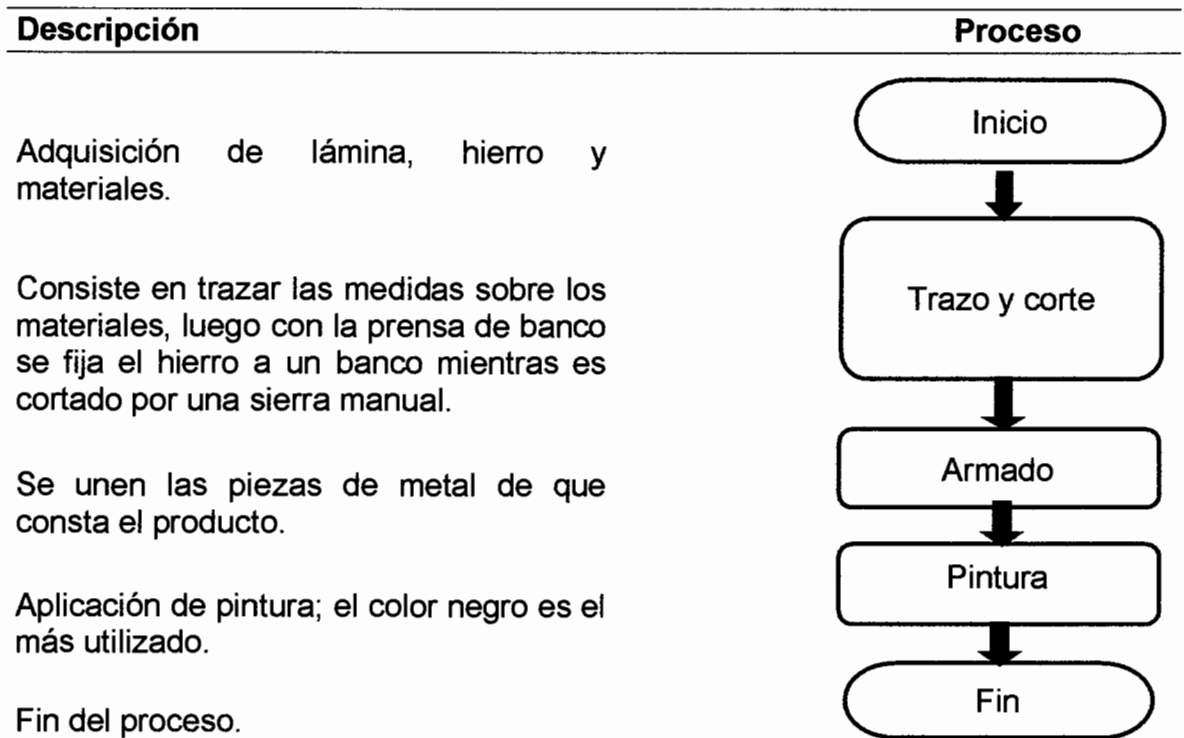 Descripción Proceso
Inicio
Adquisición de lámina, hierro y
materiales.
Consiste en trazar las medidas sobre los
materiales, luego con la prensa de banco
se fija el hierro a un banco mientras es
cortado por una sierra manual.
Trazo y corte
Se unen las piezas de metal de que
consta el producto.
Armado
Aplicación de pintura; el color negro es el
más utilizado.
Pintura
Fin del proceso.
Fin